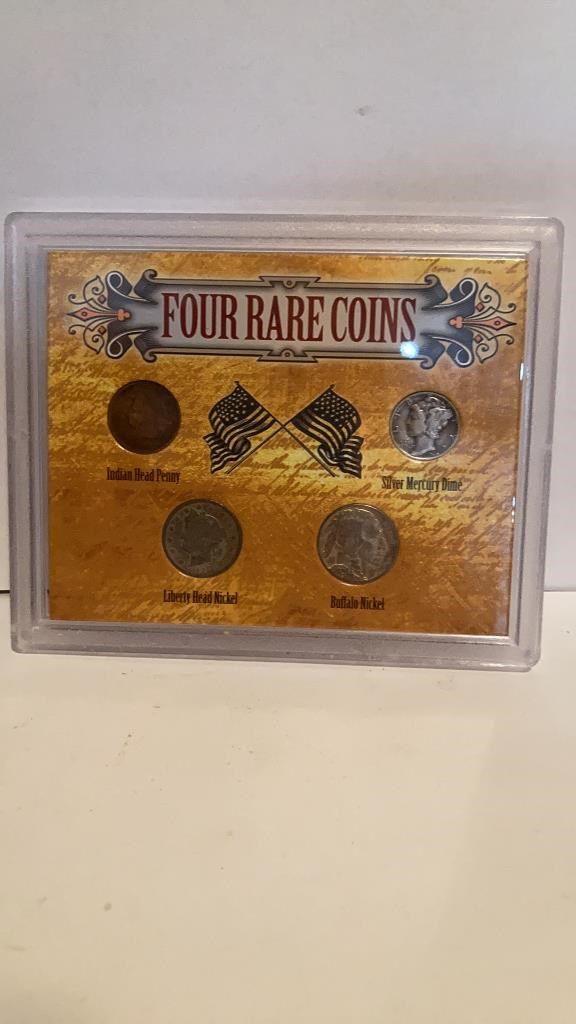 FOUR RARE COINS
Indian Head Penny
Silver Mercury Dime
Liberty Head Nickel
Buffalo Nickel